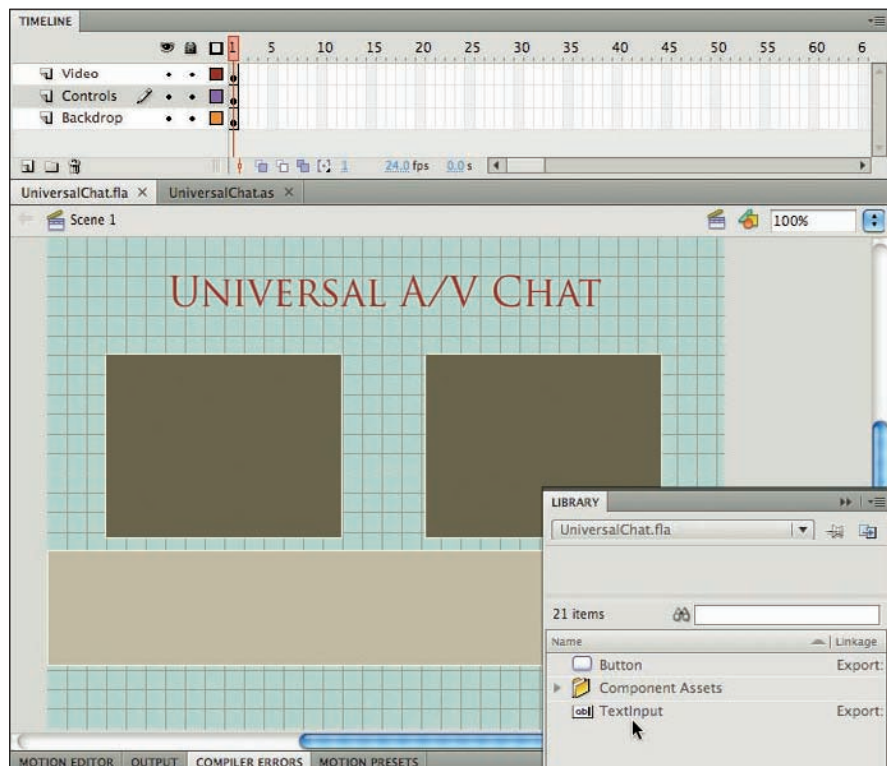 TIMELINE
1 5 10 15 20 25 30 35 40 45 50 55 60 6
Video
Controls
Backdrop
1 24.0 fps 0.0 s
UniversalChat.fla × UniversalChat.as ×
Scene 1 100%
UNIVERSAL A/V CHAT
LIBRARY
UniversalChat.fla
21 items
Name Linkage
Button Export:
Component Assets
abl TextInput Export:
MOTION EDITOR OUTPUT COMPILER ERRORS MOTION PRESETS